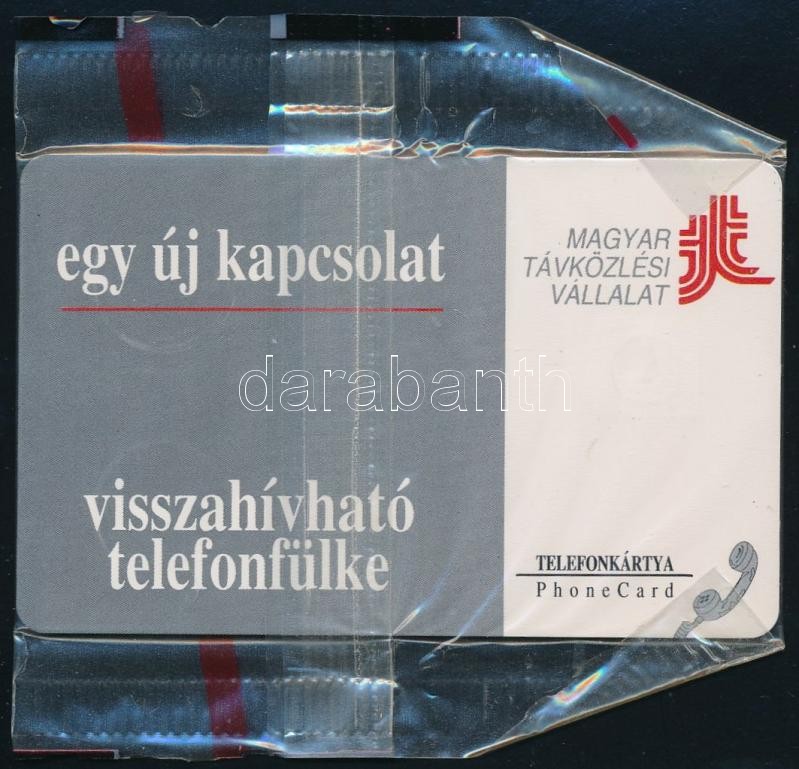 egy új kapcsolat
MAGYAR
TÁVKÖZLÉSI
VÁLLALAT
darabanth
visszahívható
telefonfülke
TELEFONKÁRTYA
PhoneCard